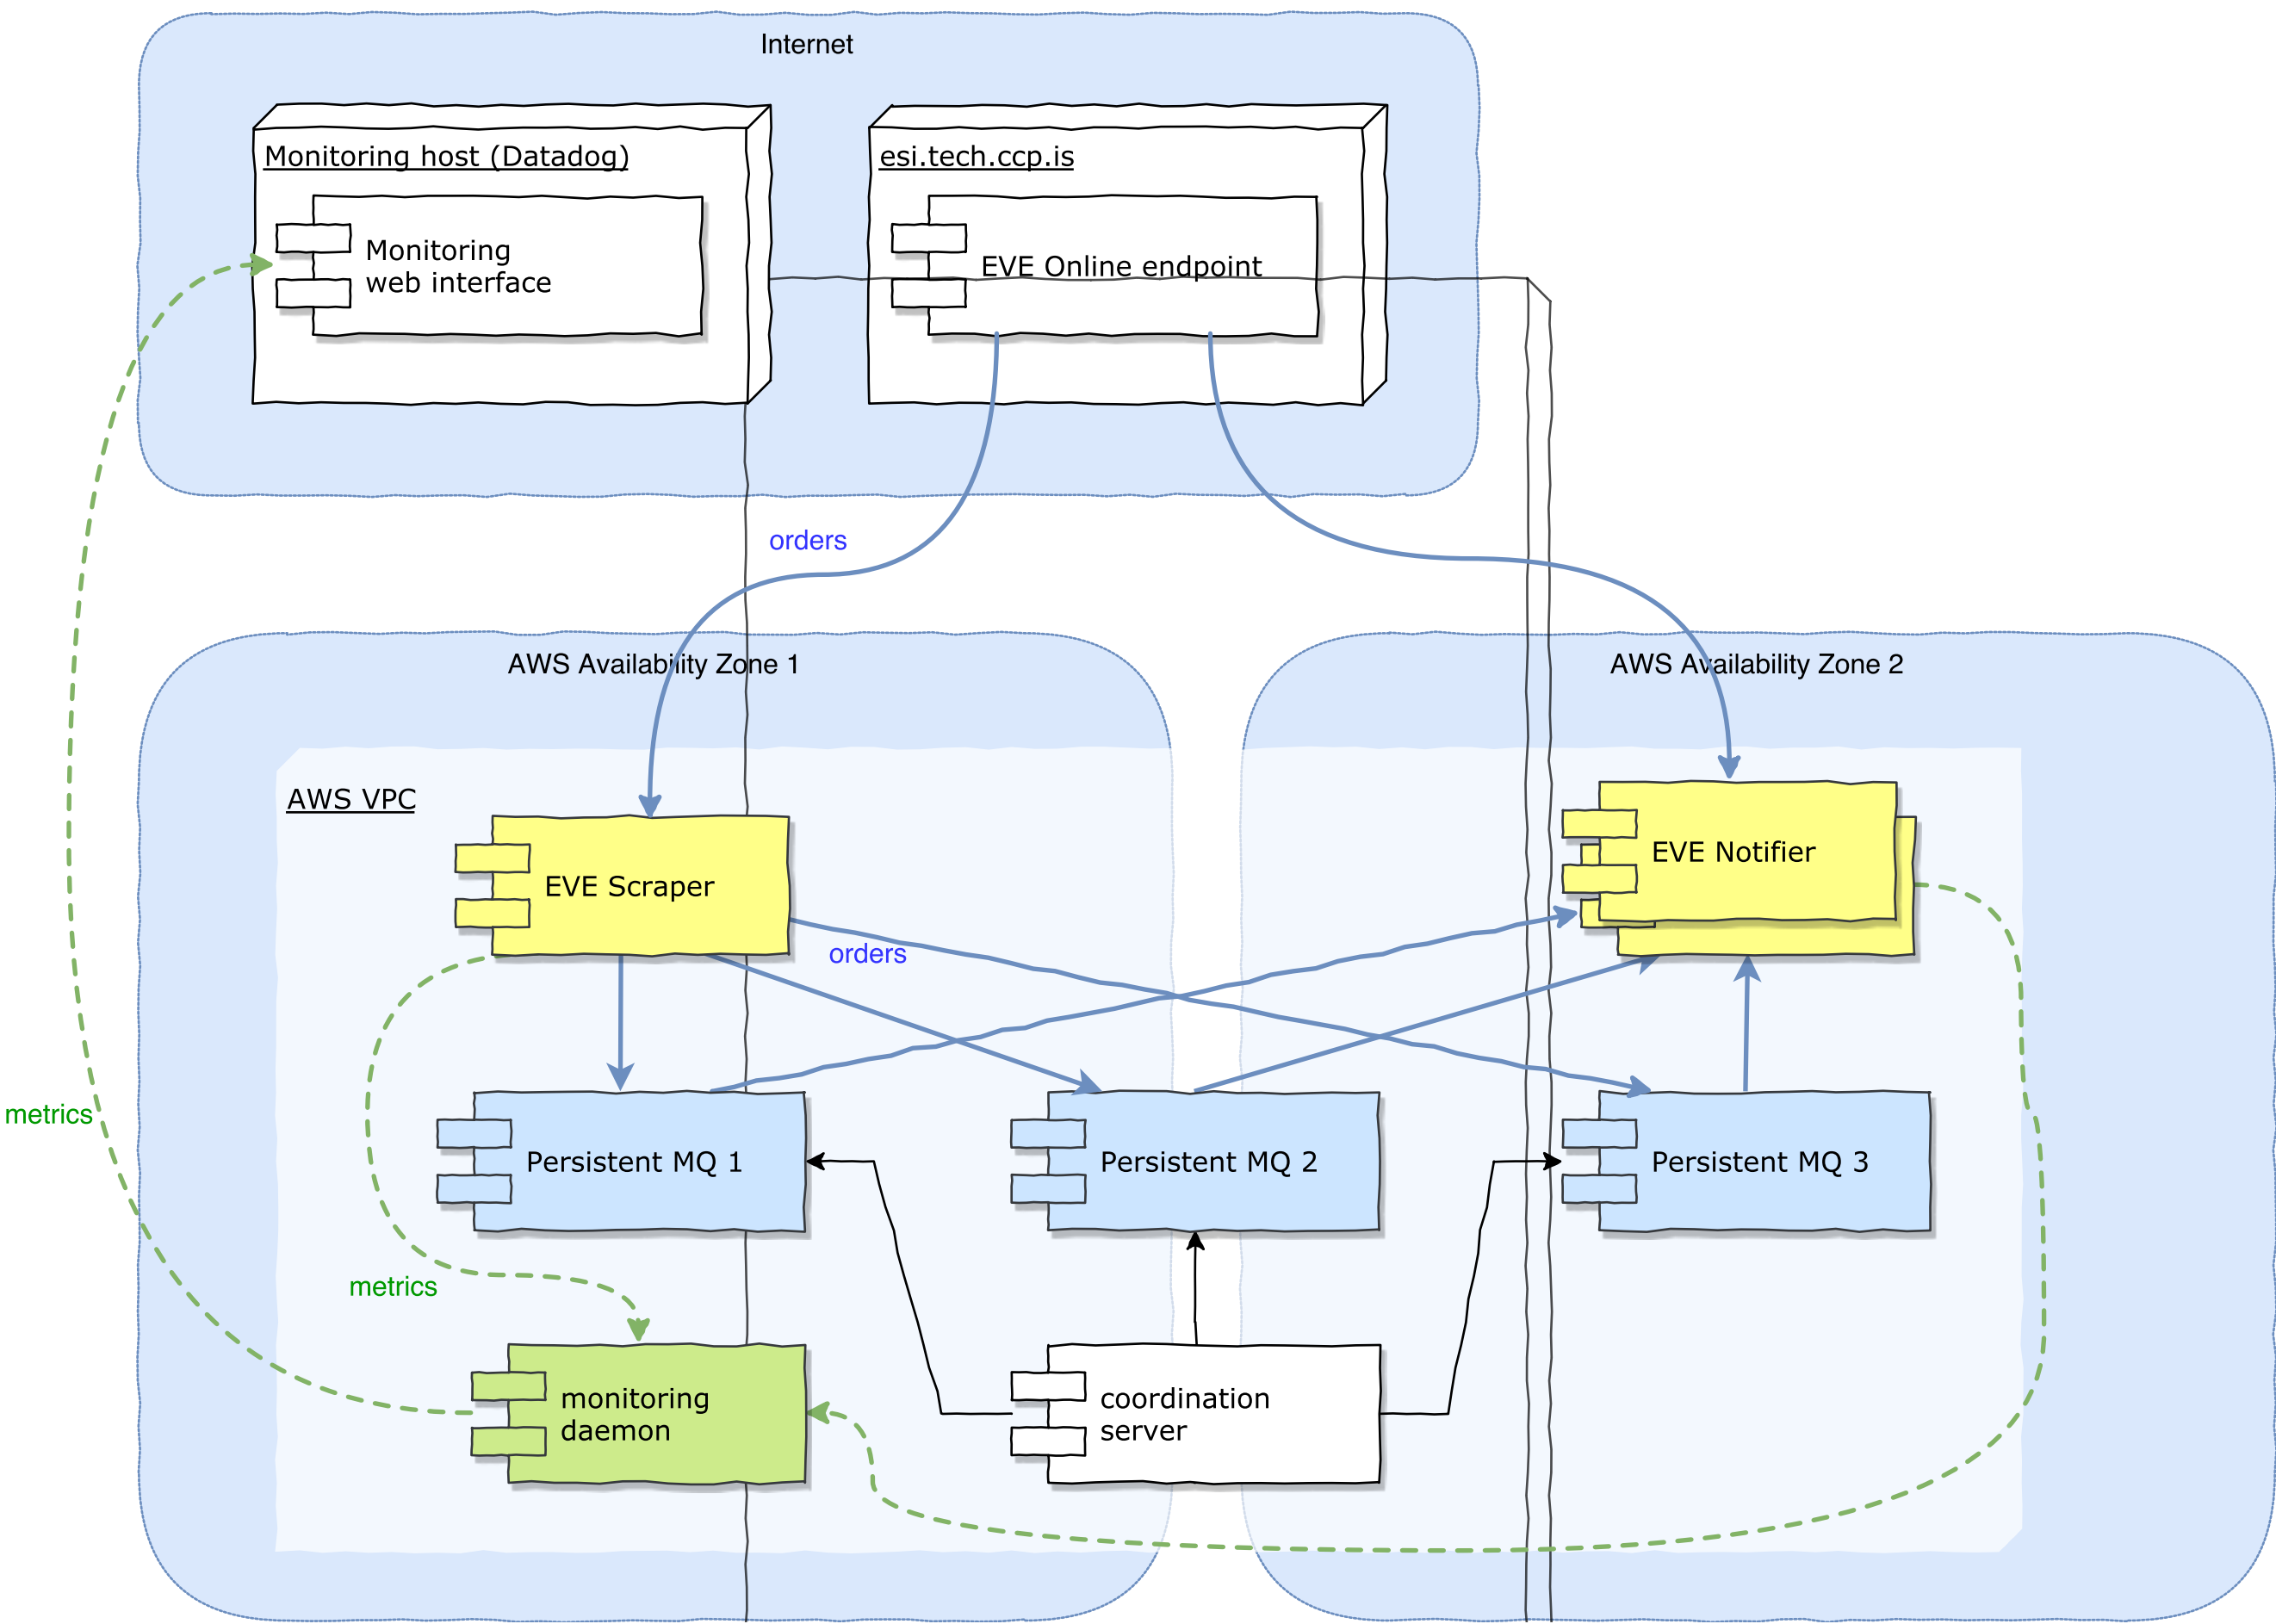 Internet
Monitoring host (Datadog)
esi.tech.ccp.is
Monitoring
web interface
EVE Online endpoint
orders
AWS Availability Zone 1
AWS Availability Zone 2
AWS VPC
EVE Scraper
EVE Notifier
orders
metrics
Persistent MQ 1
Persistent MQ 2
Persistent MQ 3
metrics
monitoring
daemon
coordination
server